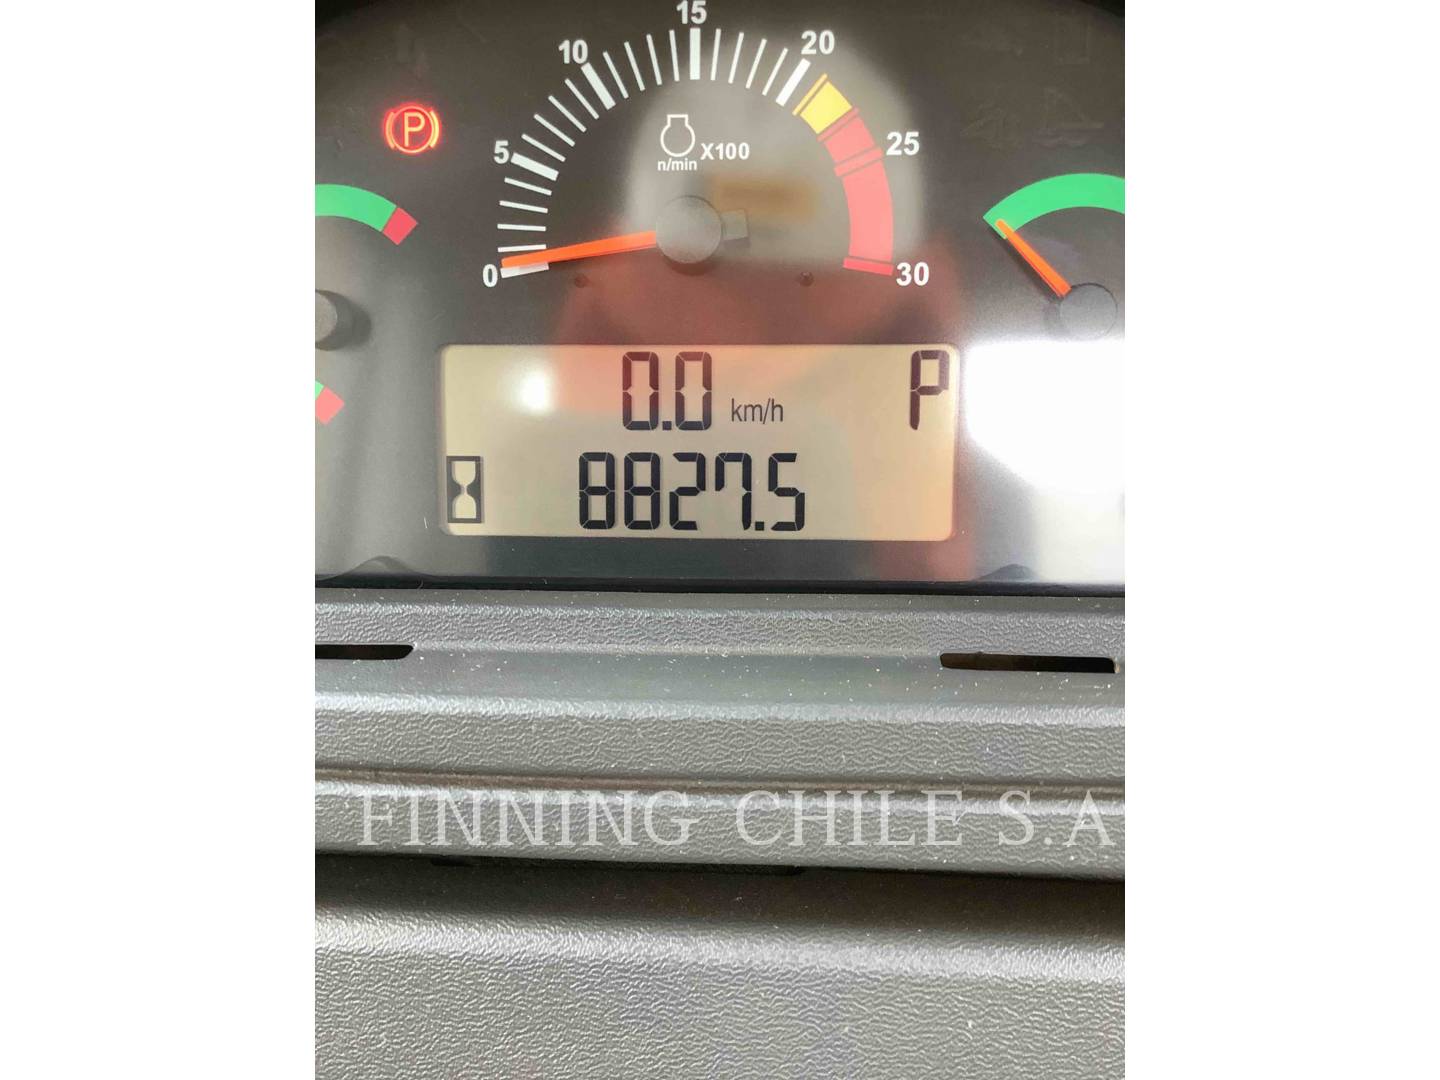 15
10 20
P
5 25
X100
n/min
0 30
0.0 km/h P
8827.5
FINNING CHILE S.A